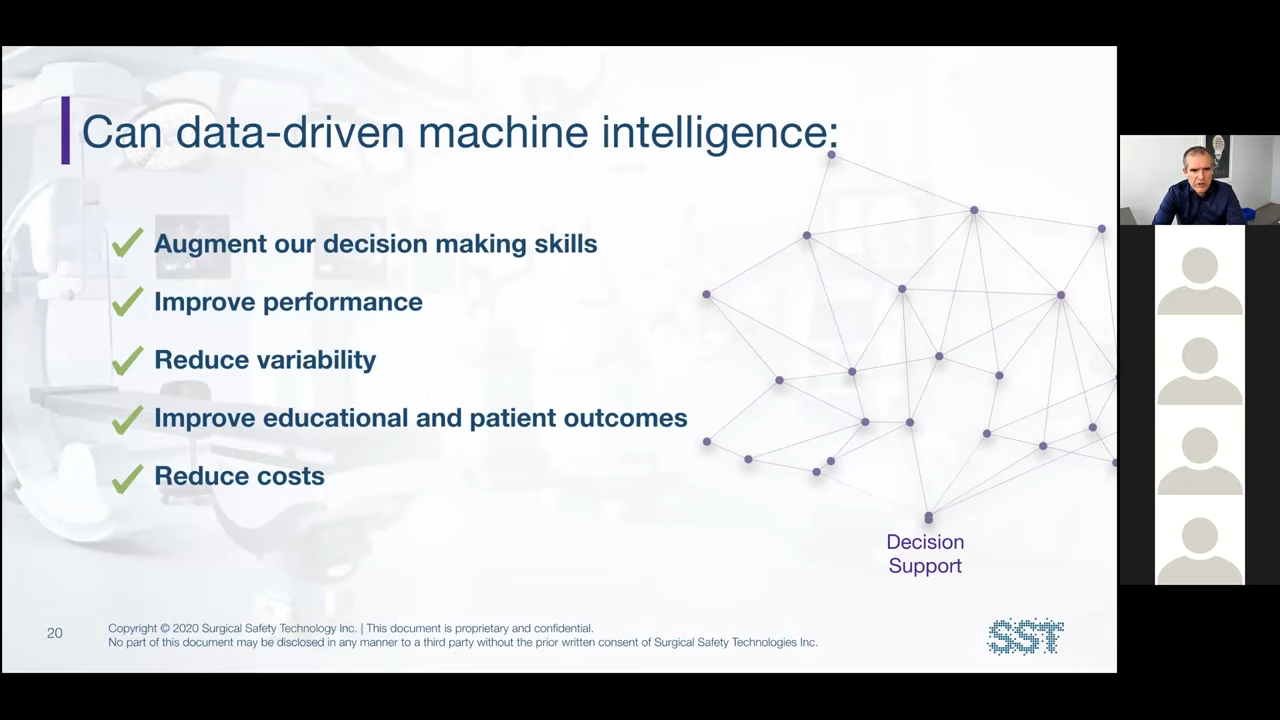 Can data-driven machine intelligence:
Augment our decision making skills
Improve performance
Reduce variability
Improve educational and patient outcomes
Reduce costs
Decision
Support
20
Copyright © 2020 Surgical Safety Technology Inc. | This document is proprietary and confidential.
No part of this document may be disclosed in any manner to a third party without the prior written consent of Surgical Safety Technologies Inc.
SST